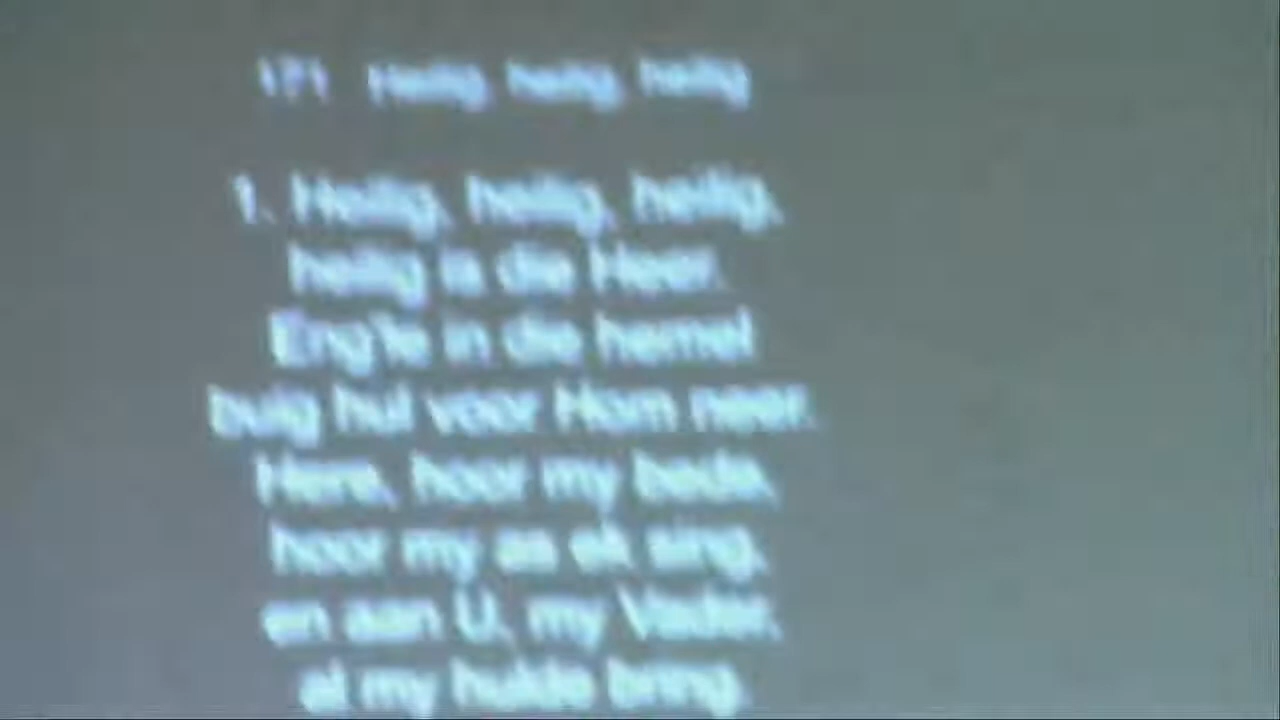 171 Heilig, heilig, heilig
1. Heilig, heilig, heilig,
heilig is die Heer.
Eng'le in die hemel
buig hul voor Hom neer.
Here, hoor my bede,
hoor my as ek sing,
en aan U, my Vader,
al my hulde bring.